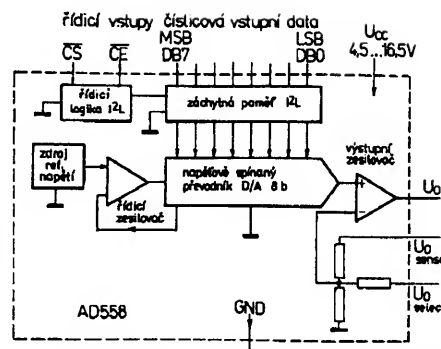 řídicí vstupy číslicová vstupní data
CS CE MSB DB7 LSB DB0 Ucc
4,5...16,5V
řídicí logika I²L
záchytná paměť I²L
zdroj ref. napětí
řídicí zesilovač
napěťově spínaný převodník D/A 8 b
výstupní zesilovač
U0
U0 sense
U0 select
AD558
GND